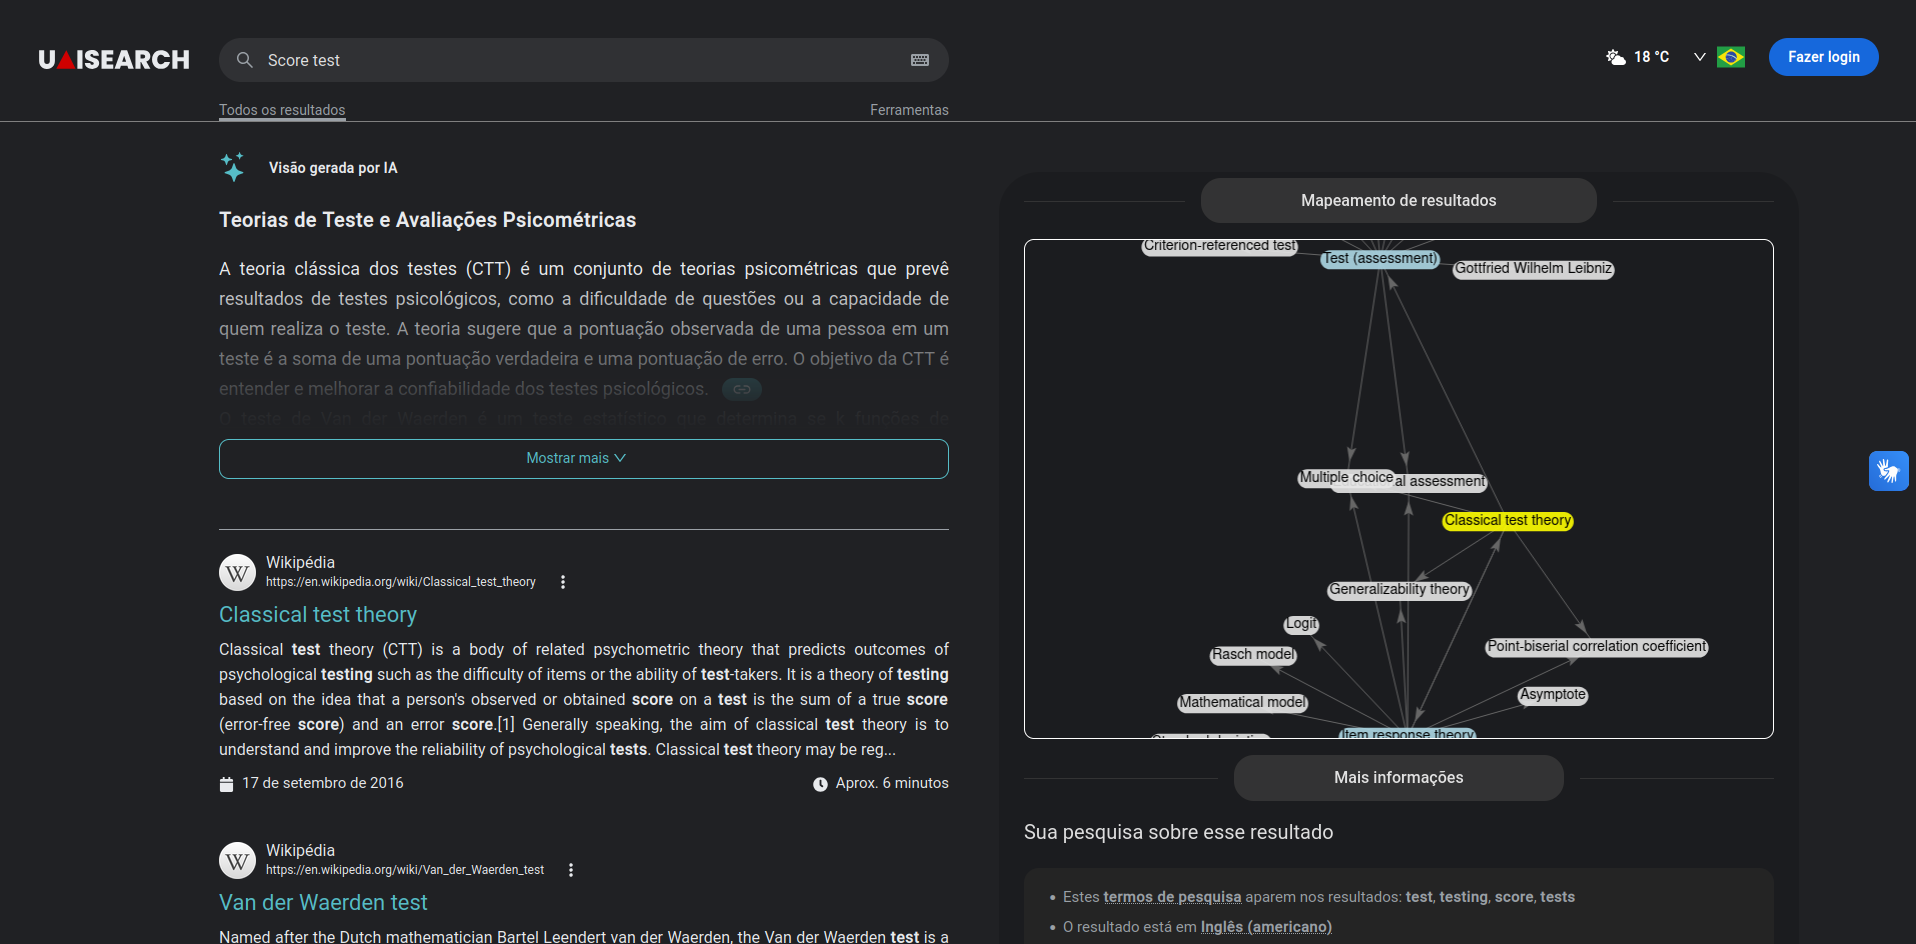 UAISEARCH
Score test
18 °C
Fazer login
Todos os resultados
Ferramentas
Visão gerada por IA
Teorias de Teste e Avaliações Psicométricas
A teoria clássica dos testes (CTT) é um conjunto de teorias psicométricas que prevê
resultados de testes psicológicos, como a dificuldade de questões ou a capacidade de
quem realiza o teste. A teoria sugere que a pontuação observada de uma pessoa em um
teste é a soma de uma pontuação verdadeira e uma pontuação de erro. O objetivo da CTT é
entender e melhorar a confiabilidade dos testes psicológicos.
O teste de Van der Waerden é um teste estatístico que determina se k funções de
Mostrar mais
Wikipédia
https://en.wikipedia.org/wiki/Classical_test_theory
Classical test theory
Classical test theory (CTT) is a body of related psychometric theory that predicts outcomes of
psychological testing such as the difficulty of items or the ability of test-takers. It is a theory of testing
based on the idea that a person's observed or obtained score on a test is the sum of a true score
(error-free score) and an error score.[1] Generally speaking, the aim of classical test theory is to
understand and improve the reliability of psychological tests. Classical test theory may be reg...
17 de setembro de 2016
Aprox. 6 minutos
Wikipédia
https://en.wikipedia.org/wiki/Van_der_Waerden_test
Van der Waerden test
Named after the Dutch mathematician Bartel Leendert van der Waerden, the Van der Waerden test is a
Mapeamento de resultados
Criterion-referenced test
Test (assessment)
Gottfried Wilhelm Leibniz
Multiple choice
al assessment
Classical test theory
Generalizability theory
Logit
Rasch model
Point-biserial correlation coefficient
Mathematical model
Asymptote
Item response theory
Mais informações
Sua pesquisa sobre esse resultado
• Estes termos de pesquisa aparem nos resultados: test, testing, score, tests
• O resultado está em Inglês (americano)